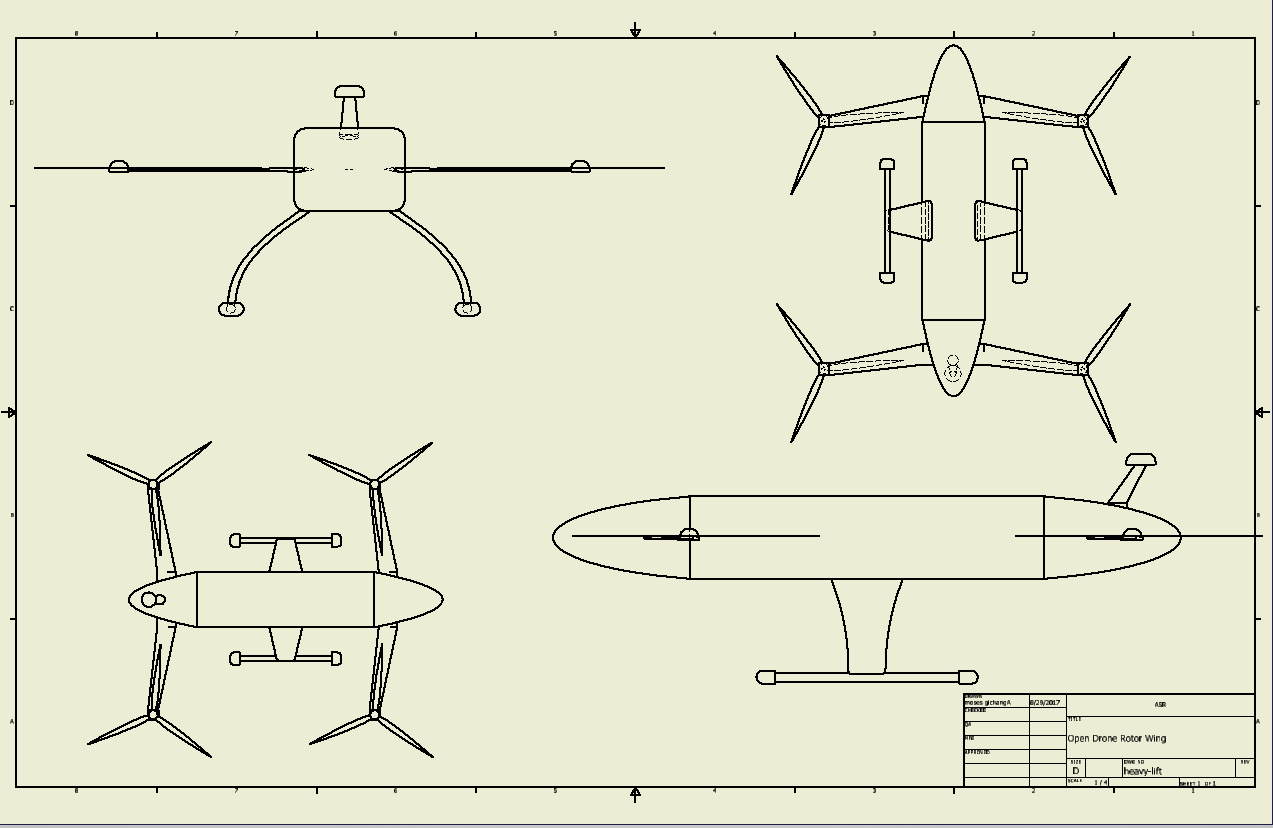 8 7 6 5 4 3 2 1
D D
C C
B B
A A
DRAWN
moses gichangA 8/29/2017
CHECKED
QA
MFG
APPROVED
ASR
TITLE
Open Drone Rotor Wing
SIZE
D
DWG NO
heavy-lift
REV
SCALE 1 / 4
SHEET 1 OF 1
8 7 6 5 4 3 2 1